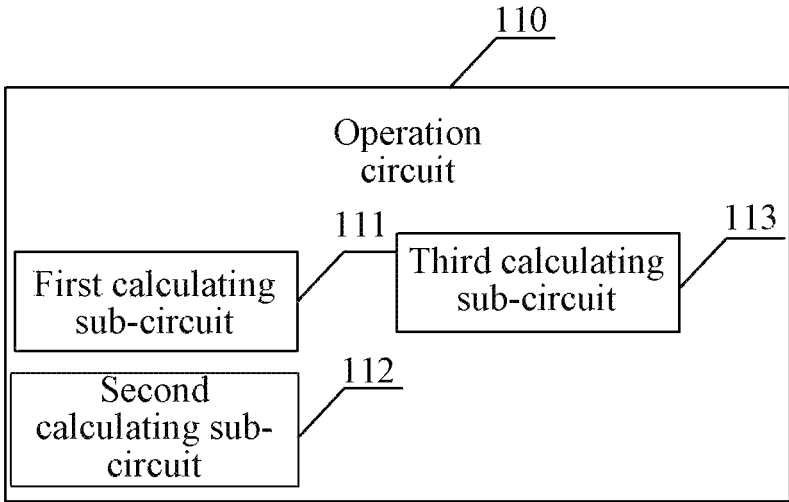 110
Operation
circuit
111
113
First calculating
sub-circuit
Third calculating
sub-circuit
112
Second
calculating sub-
circuit